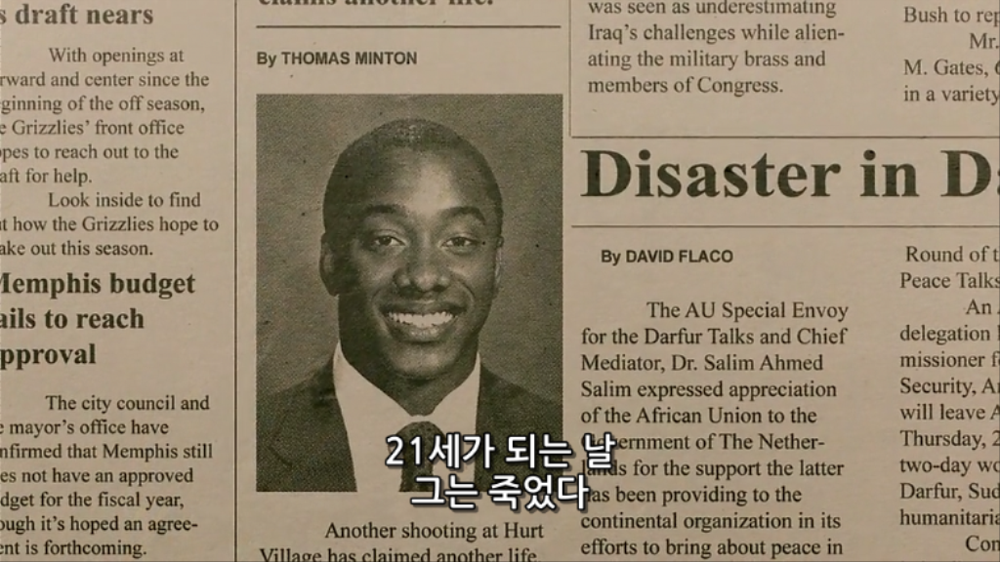 s draft nears
With openings at
rward and center since the
ginning of the off season,
e Grizzlies' front office
opes to reach out to the
aft for help.
Look inside to find
ut how the Grizzlies hope to
ake out this season.
Memphis budget
ails to reach
pproval
The city council and
e mayor's office have
nfirmed that Memphis still
es not have an approved
dget for the fiscal year,
ough it's hoped an agree-
ent is forthcoming.
claims another life.
By THOMAS MINTON
Another shooting at Hurt
Village has claimed another life.
was seen as underestimating
Iraq's challenges while alien-
ating the military brass and
members of Congress.
Bush to rep
Mr.
M. Gates, 6
in a variety
Disaster in Da
By DAVID FLACO
The AU Special Envoy
for the Darfur Talks and Chief
Mediator, Dr. Salim Ahmed
Salim expressed appreciation
of the African Union to the
ernment of The Nether-
ds for the support the latter
as been providing to the
continental organization in its
efforts to bring about peace in
Round of t
Peace Talks
An A
delegation l
missioner fo
Security, A
will leave A
Thursday, 2
two-day wo
Darfur, Sud
humanitaria
Con
21세가 되는 날
그는 죽었다